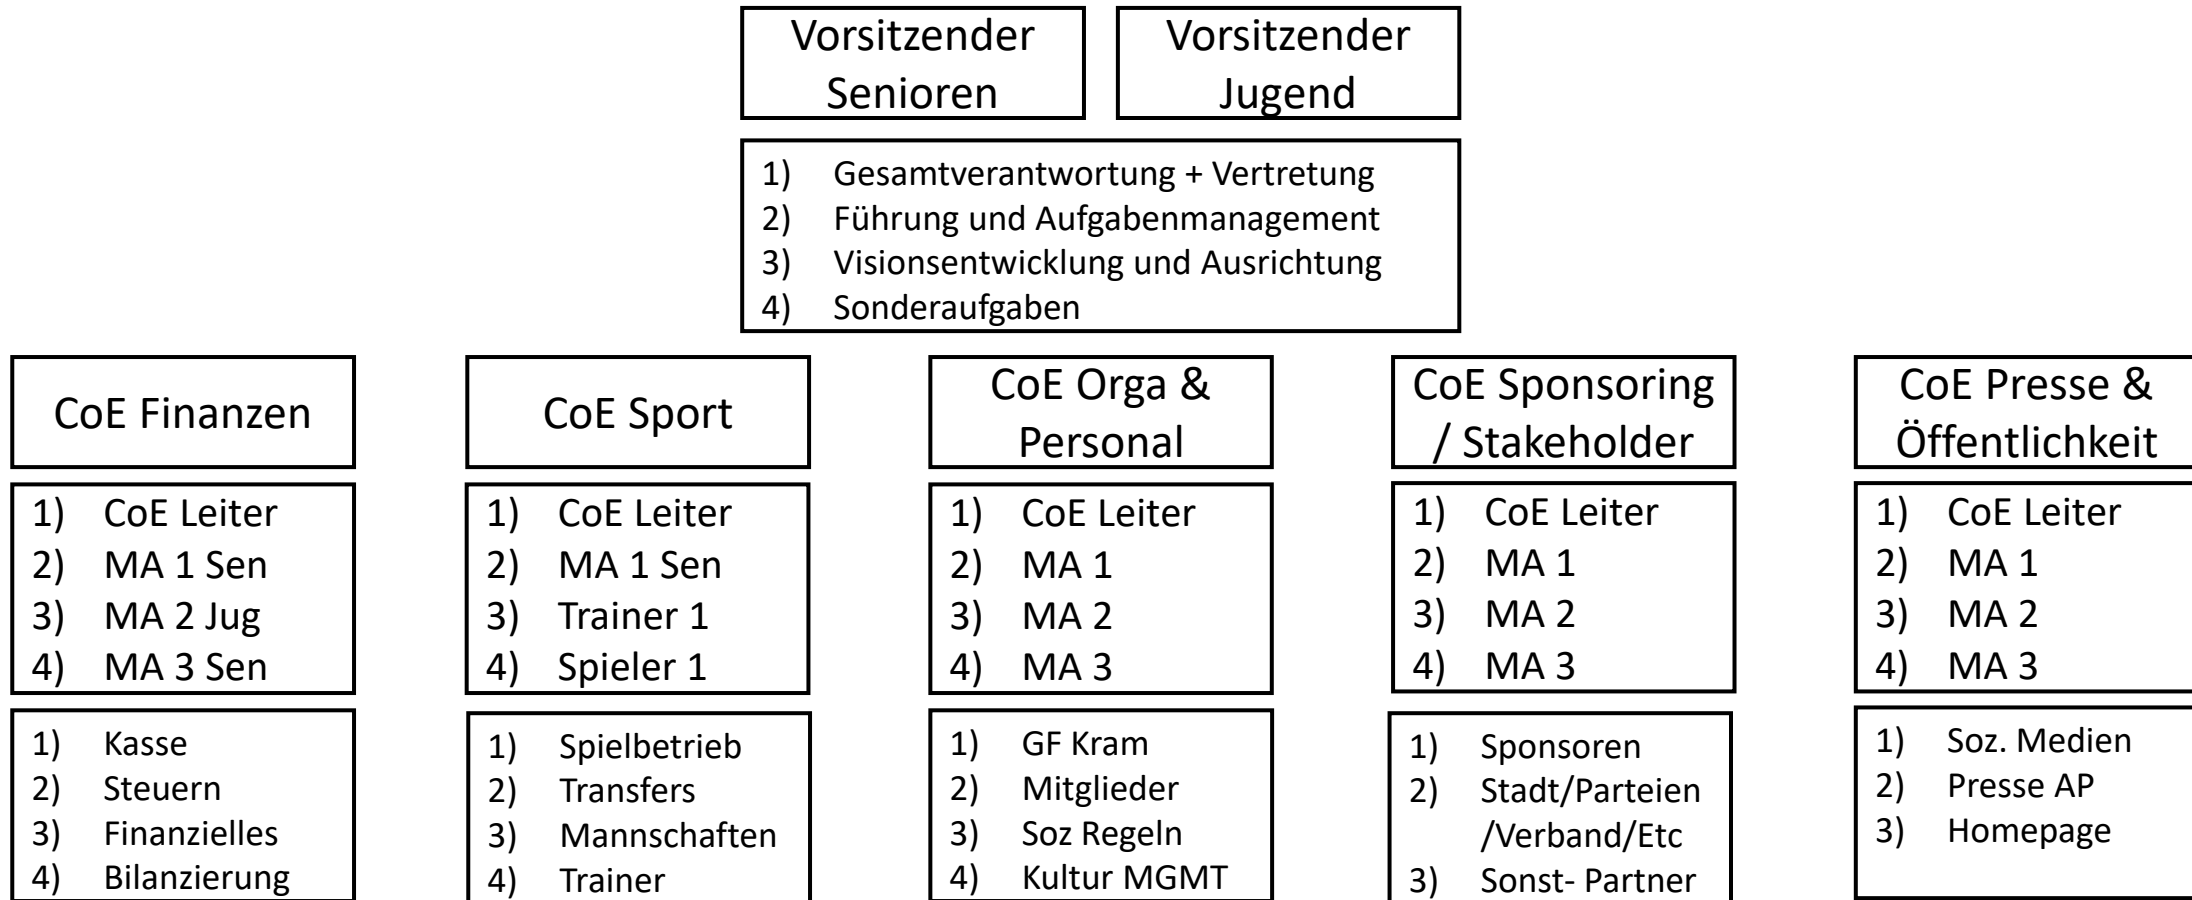 Vorsitzender
Senioren
Vorsitzender
Jugend
1) Gesamtverantwortung + Vertretung
2) Führung und Aufgabenmanagement
3) Visionsentwicklung und Ausrichtung
4) Sonderaufgaben
CoE Finanzen
1) CoE Leiter
2) MA 1 Sen
3) MA 2 Jug
4) MA 3 Sen
1) Kasse
2) Steuern
3) Finanzielles
4) Bilanzierung
CoE Sport
1) CoE Leiter
2) MA 1 Sen
3) Trainer 1
4) Spieler 1
1) Spielbetrieb
2) Transfers
3) Mannschaften
4) Trainer
CoE Orga &
Personal
1) CoE Leiter
2) MA 1
3) MA 2
4) MA 3
1) GF Kram
2) Mitglieder
3) Soz Regeln
4) Kultur MGMT
CoE Sponsoring
/ Stakeholder
1) CoE Leiter
2) MA 1
3) MA 2
4) MA 3
1) Sponsoren
2) Stadt/Parteien
/Verband/Etc
3) Sonst- Partner
CoE Presse &
Öffentlichkeit
1) CoE Leiter
2) MA 1
3) MA 2
4) MA 3
1) Soz. Medien
2) Presse AP
3) Homepage